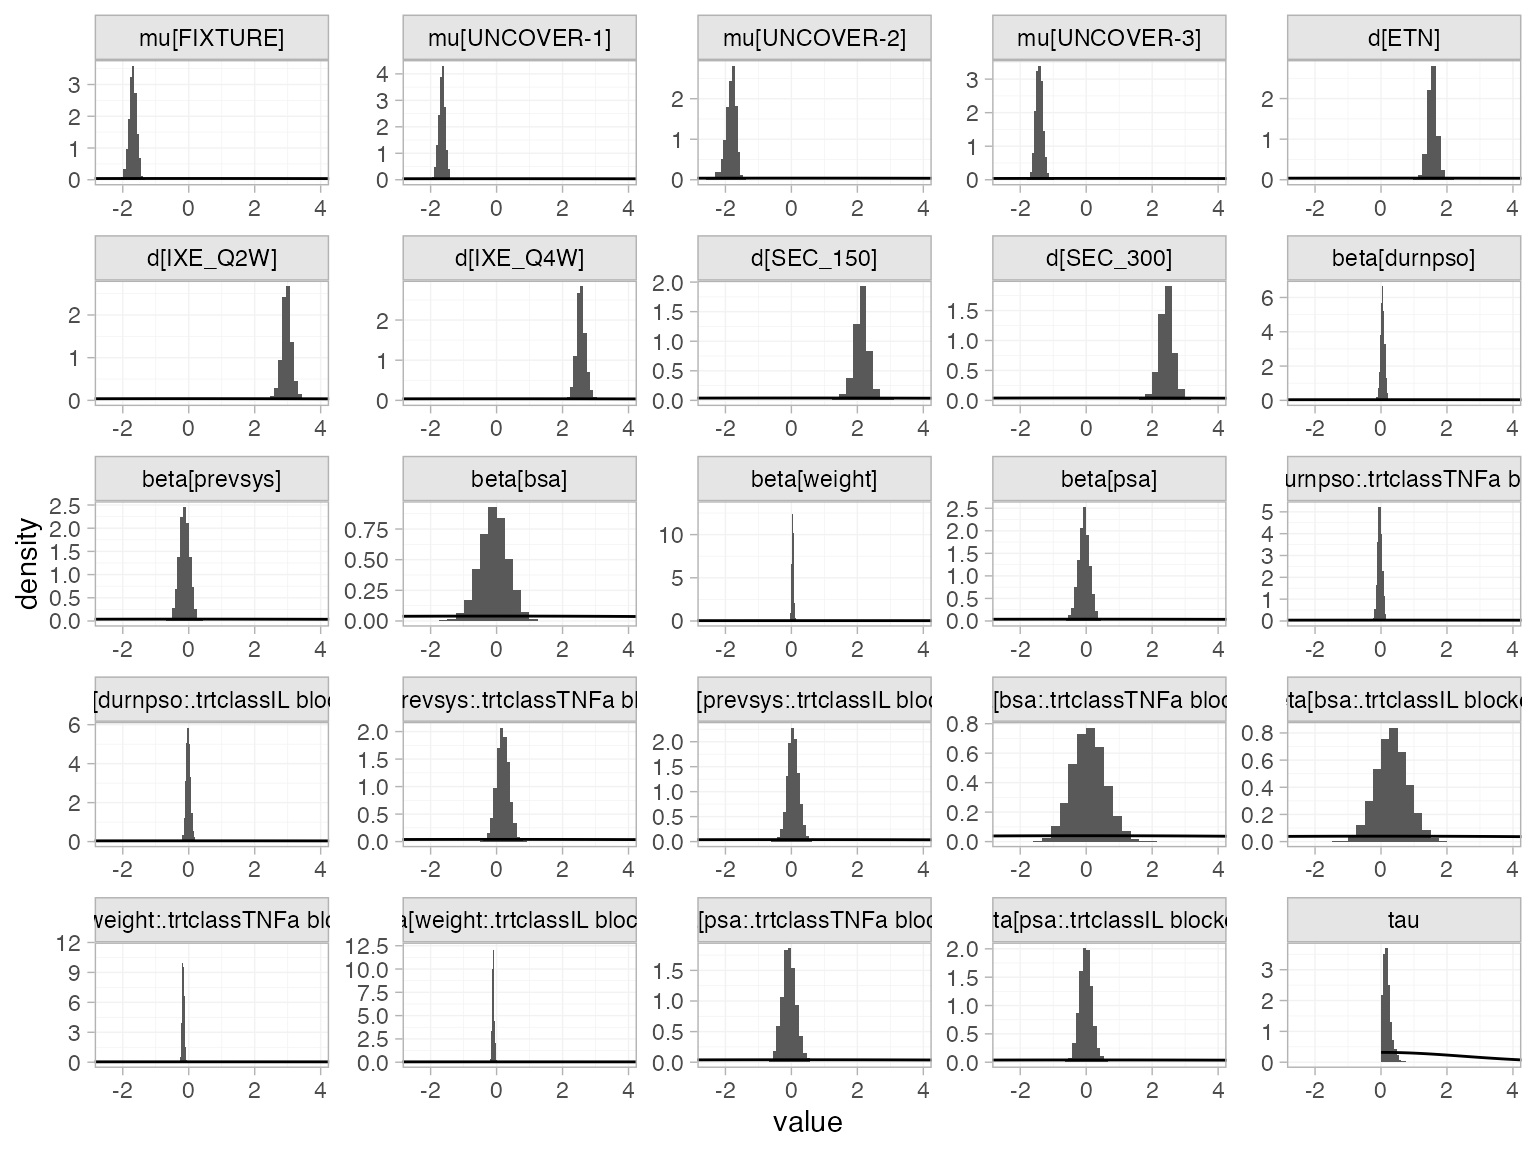 mu[FIXTURE] mu[UNCOVER-1] mu[UNCOVER-2] mu[UNCOVER-3] d[ETN]
3 4 3 2 2
2 3 2 1 1
1 2 1 0 0
0 1 0
0
-2 0 2 4 -2 0 2 4 -2 0 2 4 -2 0 2 4 -2 0 2 4
d[IXE_Q2W] d[IXE_Q4W] d[SEC_150] d[SEC_300] beta[durnpso]
2 1 0
2 1 0
2.0 1.5 1.0 0.5 0.0
1.5 1.0 0.5 0.0
6 4 2 0
-2 0 2 4 -2 0 2 4 -2 0 2 4 -2 0 2 4 -2 0 2 4
beta[prevsys] beta[bsa] beta[weight] beta[psa] urnpso:.trtclassTNFa b
2.5 2.0 1.5 1.0 0.5 0.0
0.75 0.50 0.25 0.00
10 5 0
2.5 2.0 1.5 1.0 0.5 0.0
5 4 3 2 1 0
-2 0 2 4 -2 0 2 4 -2 0 2 4 -2 0 2 4 -2 0 2 4
[durnpso:.trtclassIL bloc revsys:.trtclassTNFa bl [prevsys:.trtclassIL bloc [bsa:.trtclassTNFa bloc eta[bsa:.trtclassIL blocke
6 4 2 0
2.0 1.5 1.0 0.5 0.0
2.0 1.5 1.0 0.5 0.0
0.8 0.6 0.4 0.2 0.0
0.8 0.6 0.4 0.2 0.0
-2 0 2 4 -2 0 2 4 -2 0 2 4 -2 0 2 4 -2 0 2 4
weight:.trtclassTNFa blo a[weight:.trtclassIL bloc [psa:.trtclassTNFa bloc ta[psa:.trtclassIL blocke tau
12 9 6 3 0
12.5 10.0 7.5 5.0 2.5 0.0
1.5 1.0 0.5 0.0
2.0 1.5 1.0 0.5 0.0
3 2 1 0
-2 0 2 4 -2 0 2 4 -2 0 2 4 -2 0 2 4 -2 0 2 4
density
value